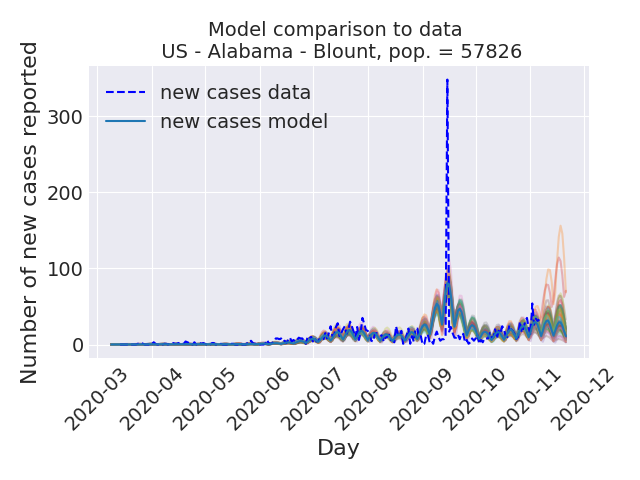 Model comparison to data
US - Alabama - Blount, pop. = 57826
Number of new cases reported
300
200
100
0
new cases data
new cases model
2020-03
2020-04
2020-05
2020-06
2020-07
2020-08
2020-09
2020-10
2020-11
2020-12
Day